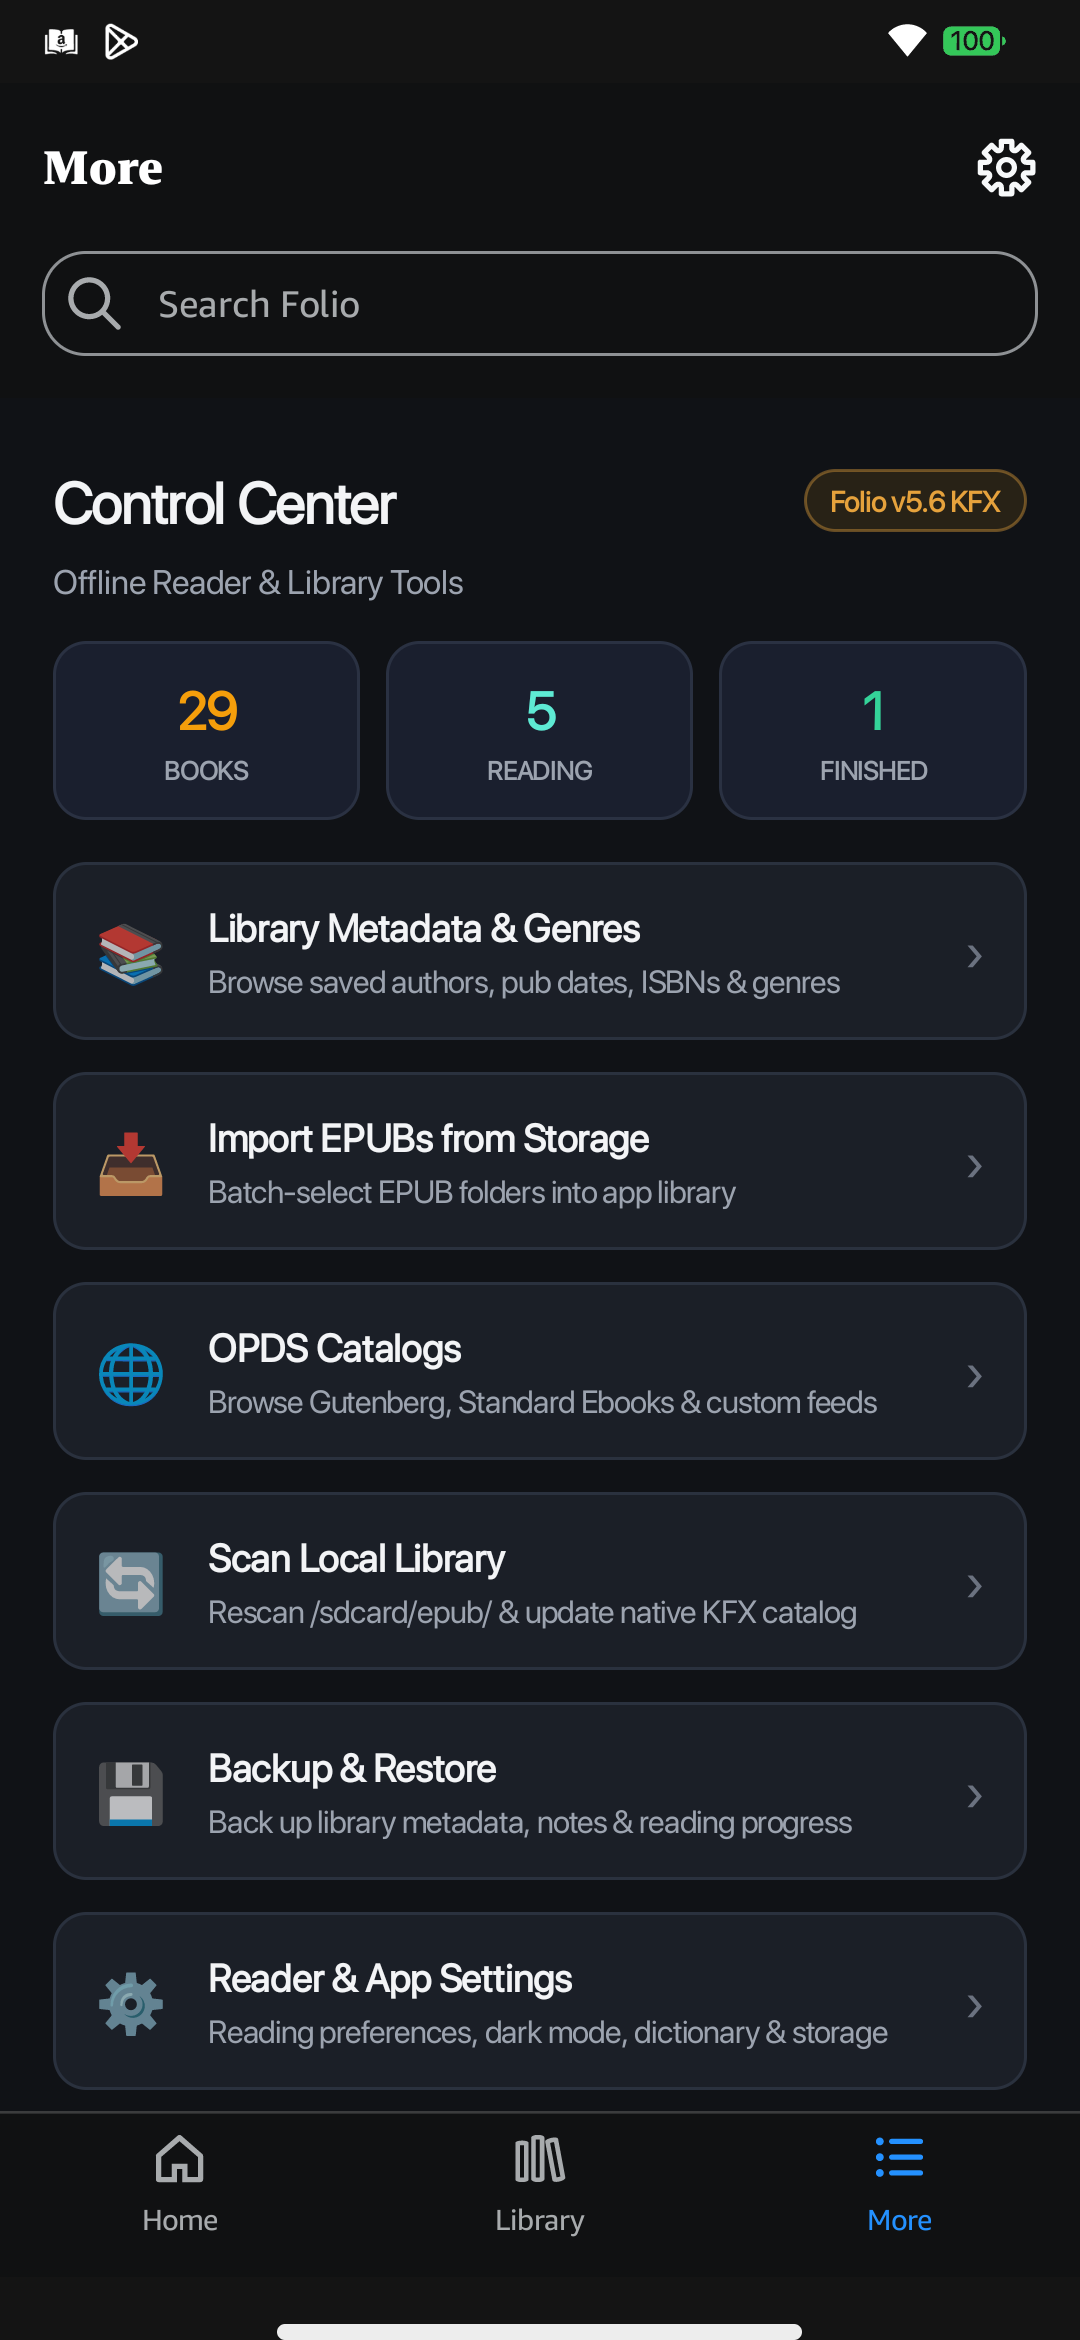 100
More
Search Folio
Control Center
Folio v5.6 KFX
Offline Reader & Library Tools
29
BOOKS
5
READING
1
FINISHED
Library Metadata & Genres
Browse saved authors, pub dates, ISBNs & genres
Import EPUBs from Storage
Batch-select EPUB folders into app library
OPDS Catalogs
Browse Gutenberg, Standard Ebooks & custom feeds
Scan Local Library
Rescan /sdcard/epub/ & update native KFX catalog
Backup & Restore
Back up library metadata, notes & reading progress
Reader & App Settings
Reading preferences, dark mode, dictionary & storage
Home
Library
More